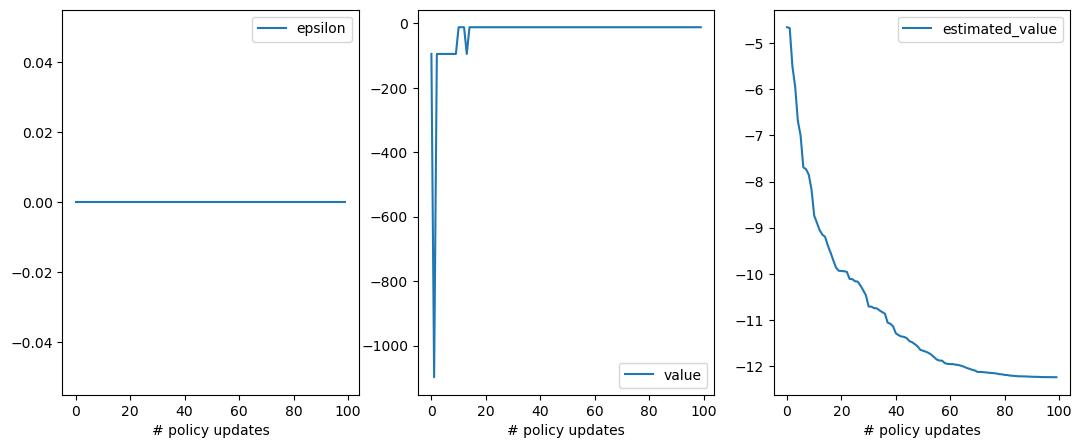 epsilon
0.04
0.02
0.00
−0.02
−0.04
0 20 40 60 80 100
# policy updates
0
−200
−400
−600
−800
−1000
value
0 20 40 60 80 100
# policy updates
estimated_value
−5
−6
−7
−8
−9
−10
−11
−12
0 20 40 60 80 100
# policy updates